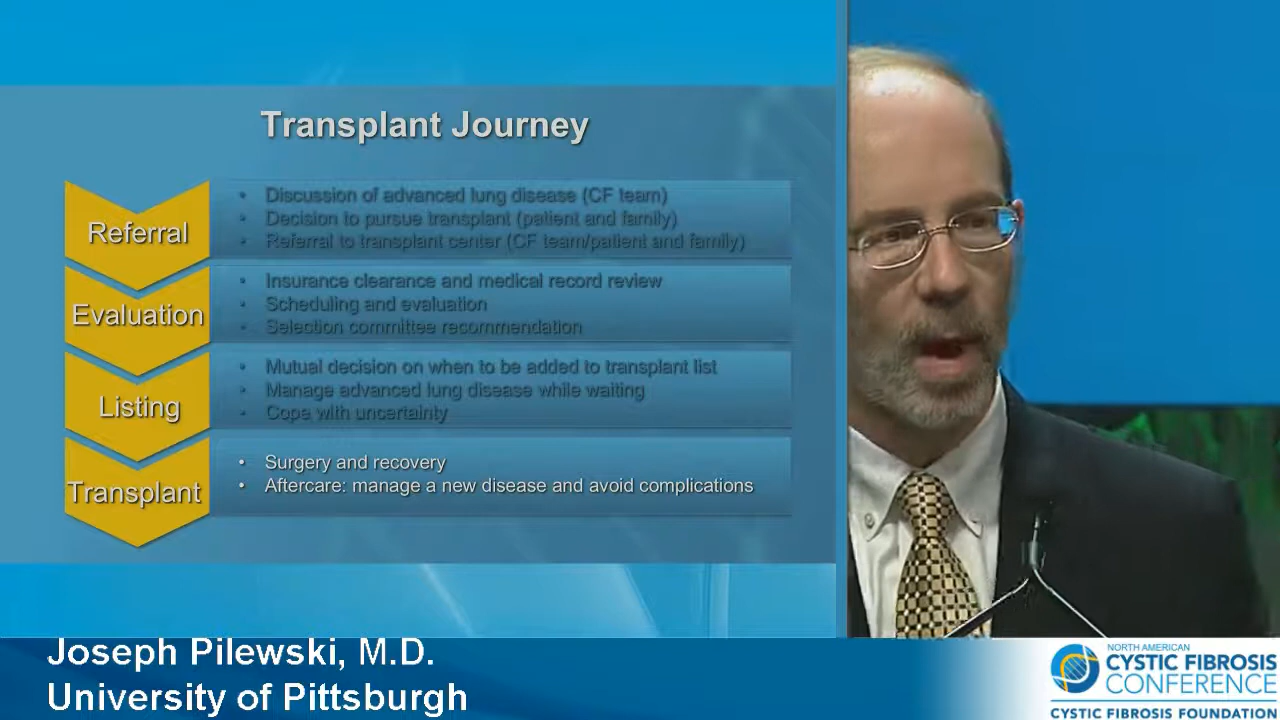 Transplant Journey
Referral
• Discussion of advanced lung disease (CF team)
• Decision to pursue transplant (patient and family)
• Referral to transplant center (CF team/patient and family)
Evaluation
• Insurance clearance and medical record review
• Scheduling and evaluation
• Selection committee recommendation
Listing
• Mutual decision on when to be added to transplant list
• Manage advanced lung disease while waiting
• Cope with uncertainty
Transplant
• Surgery and recovery
• Aftercare: manage a new disease and avoid complications
Joseph Pilewski, M.D.
University of Pittsburgh
NORTH AMERICAN
CYSTIC FIBROSIS
CONFERENCE
CYSTIC FIBROSIS FOUNDATION